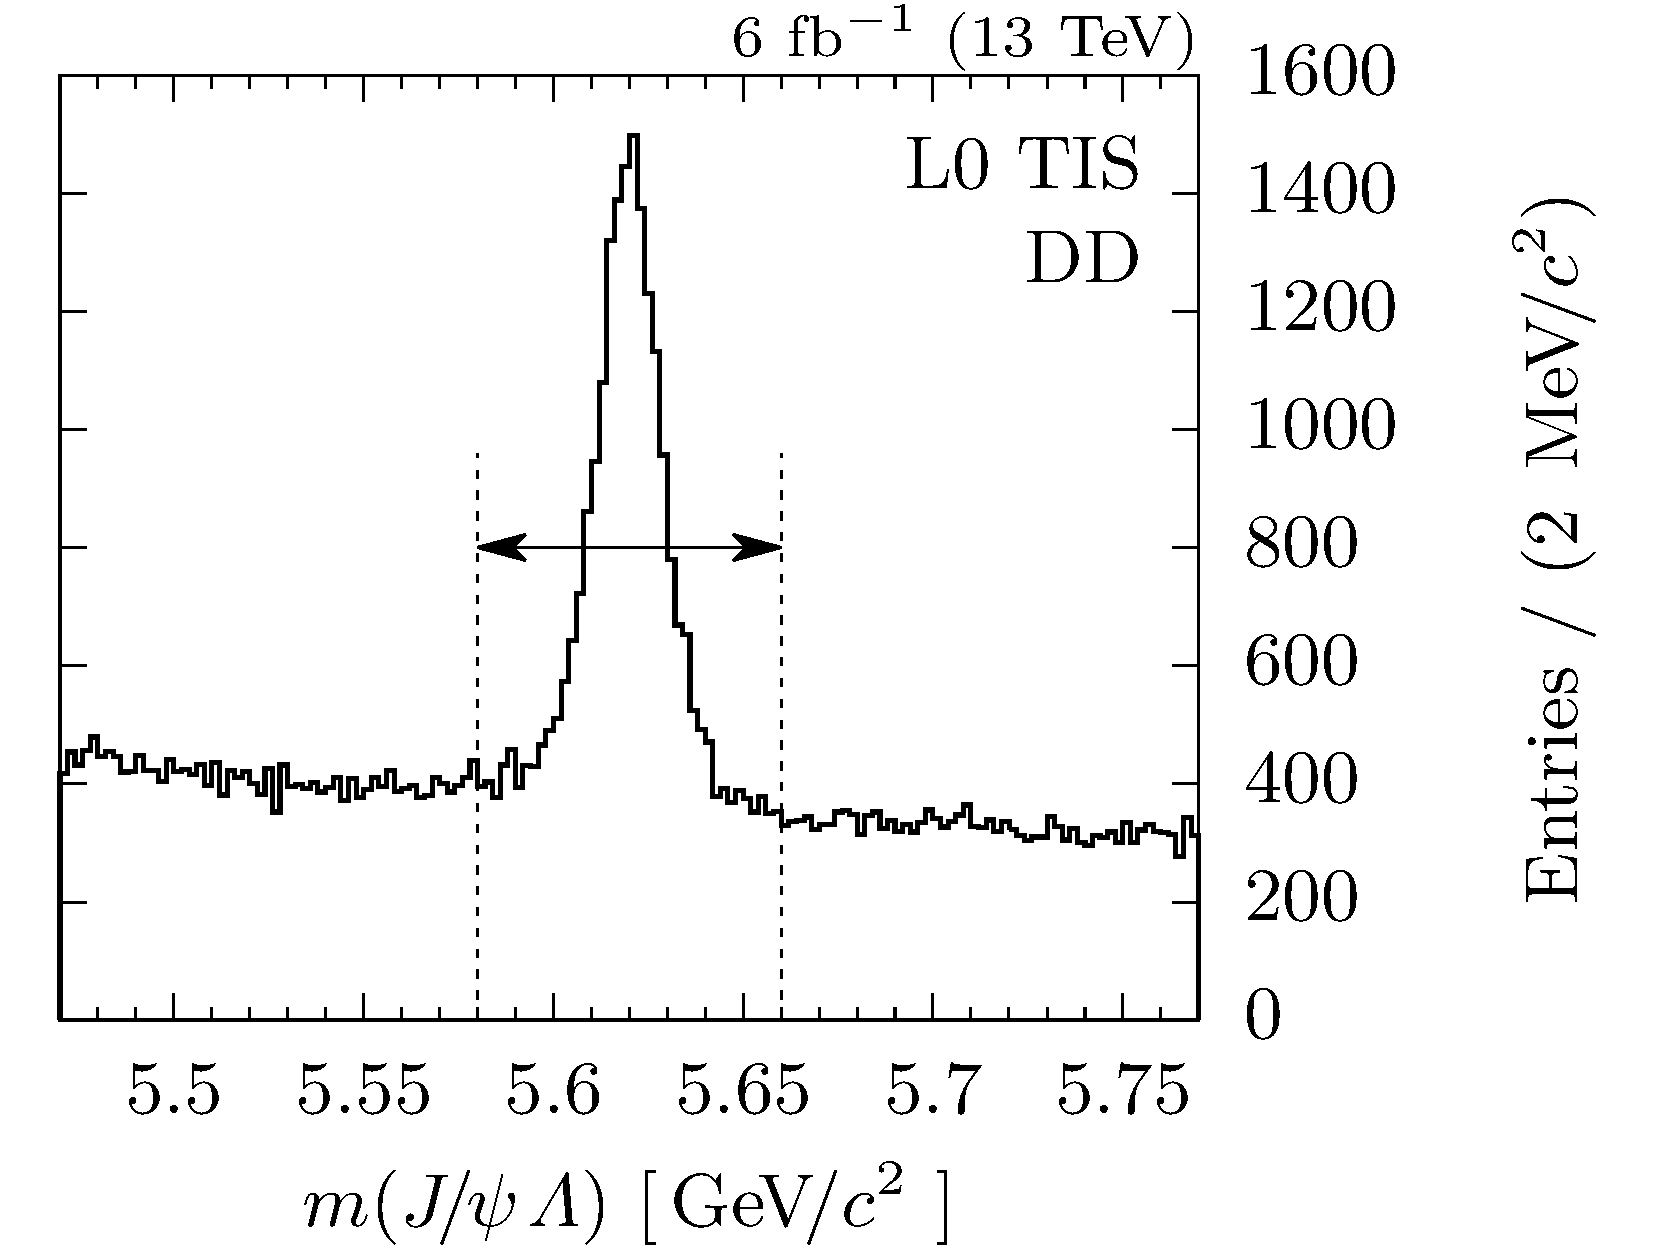 6 fb⁻¹ (13 TeV)
L0 TIS
DD
1600
1400
1200
1000
800
600
400
200
0
Entries / (2 MeV/c²)
5.5 5.55 5.6 5.65 5.7 5.75
m(J/ψ Λ) [ GeV/c² ]